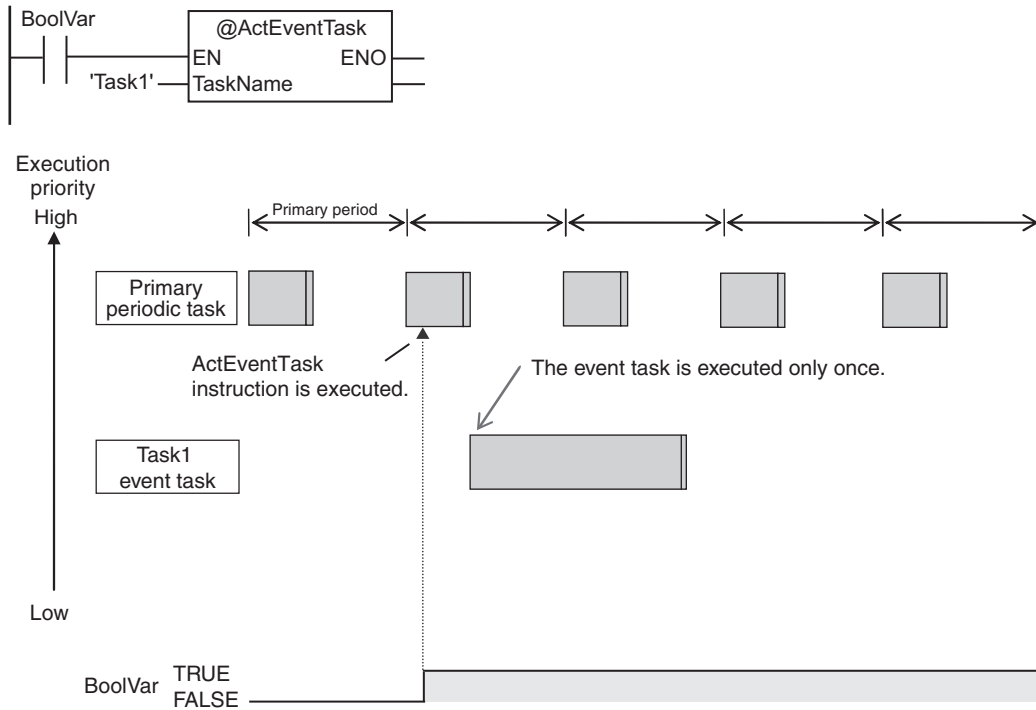 BoolVar
@ActEventTask
EN ENO
'Task1' TaskName
Execution
priority
High
Primary period
Primary
periodic task
ActEventTask
instruction is executed.
The event task is executed only once.
Task1
event task
Low
BoolVar TRUE
FALSE